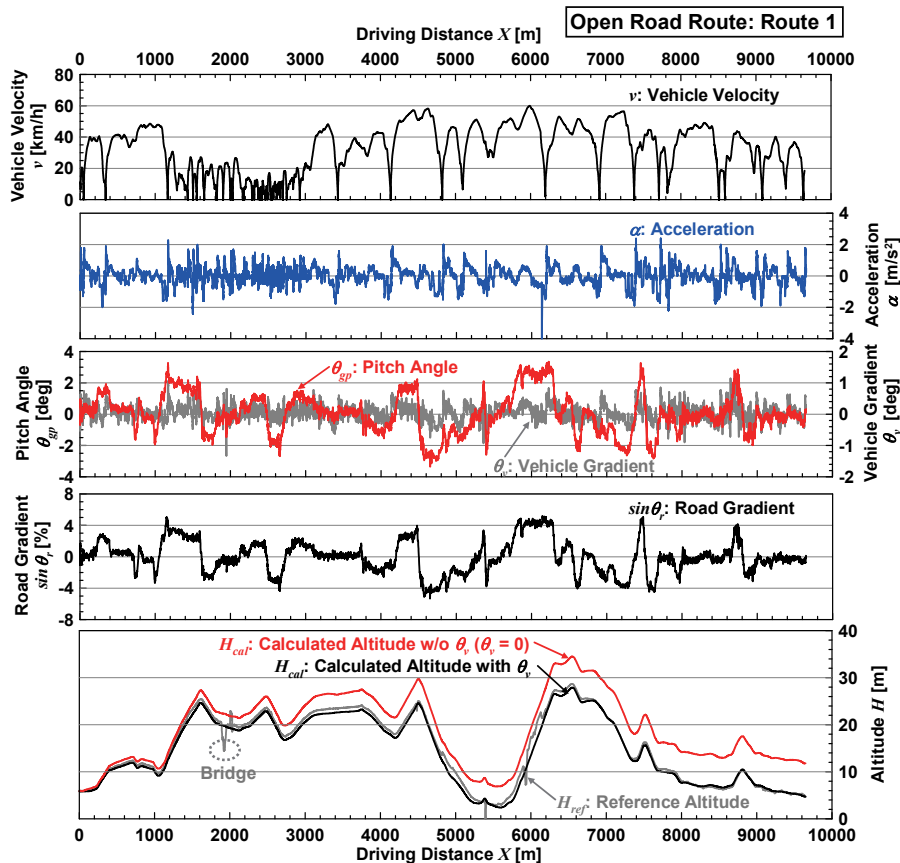 Open Road Route: Route 1
Driving Distance X [m]
0 1000 2000 3000 4000 5000 6000 7000 8000 9000 10000
Vehicle Velocity
v [km/h]
80
60
40
20
0
v: Vehicle Velocity
α: Acceleration
4
2
0
-2
-4
Acceleration
α [m/s²]
Pitch Angle
θgp [deg]
4
2
0
-2
-4
θgp: Pitch Angle
θv: Vehicle Gradient
2
1
0
-1
-2
Vehicle Gradient
θv [deg]
Road Gradient
sinθr [%]
8
4
0
-4
-8
sinθr: Road Gradient
Hcal: Calculated Altitude w/o θv (θv = 0)
Hcal: Calculated Altitude with θv
Bridge
Href: Reference Altitude
40
30
20
10
0
Altitude H [m]
0 1000 2000 3000 4000 5000 6000 7000 8000 9000 10000
Driving Distance X [m]